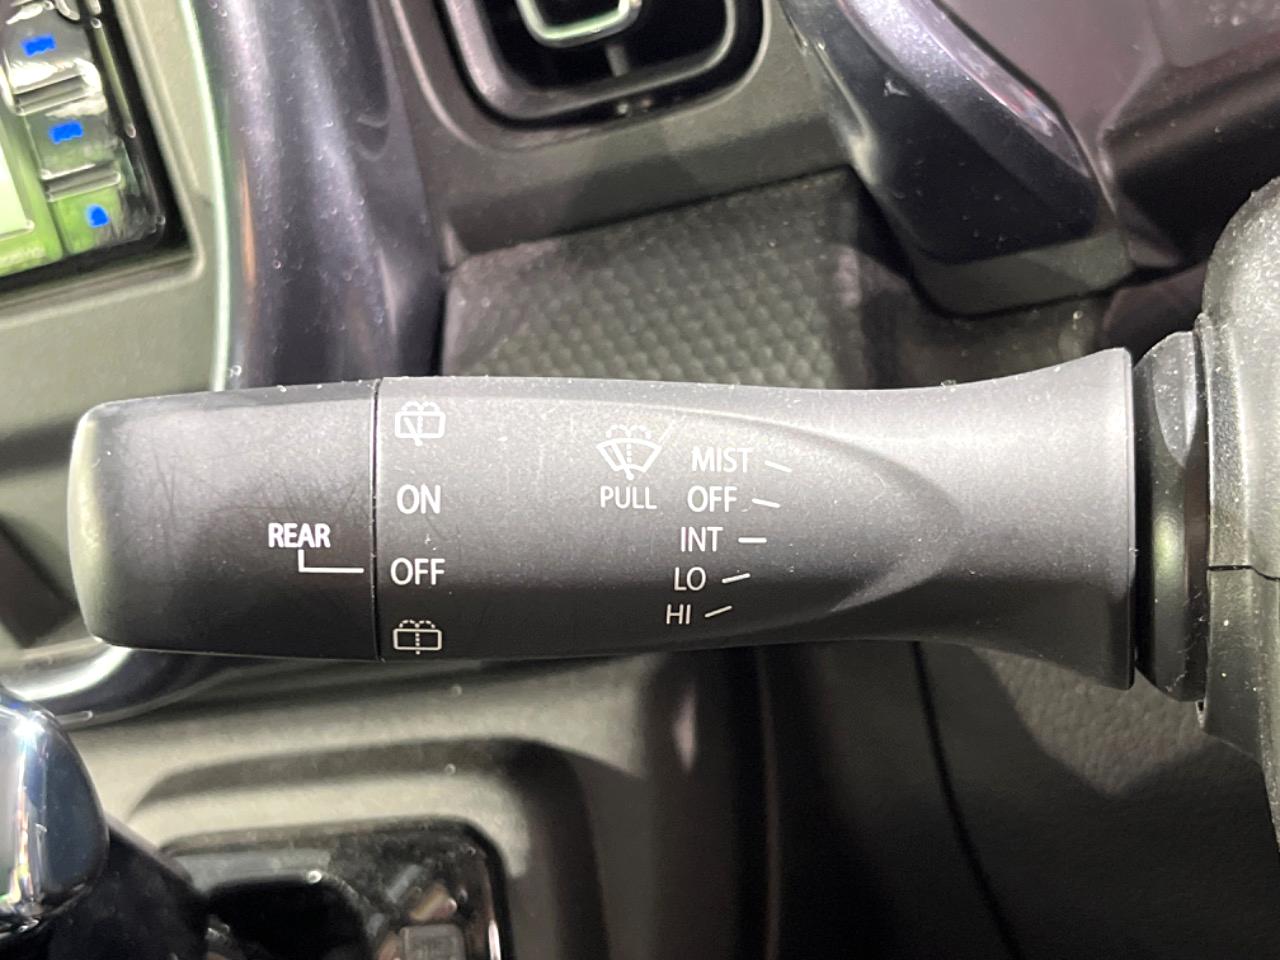 REAR
ON
OFF
PULL
MIST
OFF
INT
LO
HI